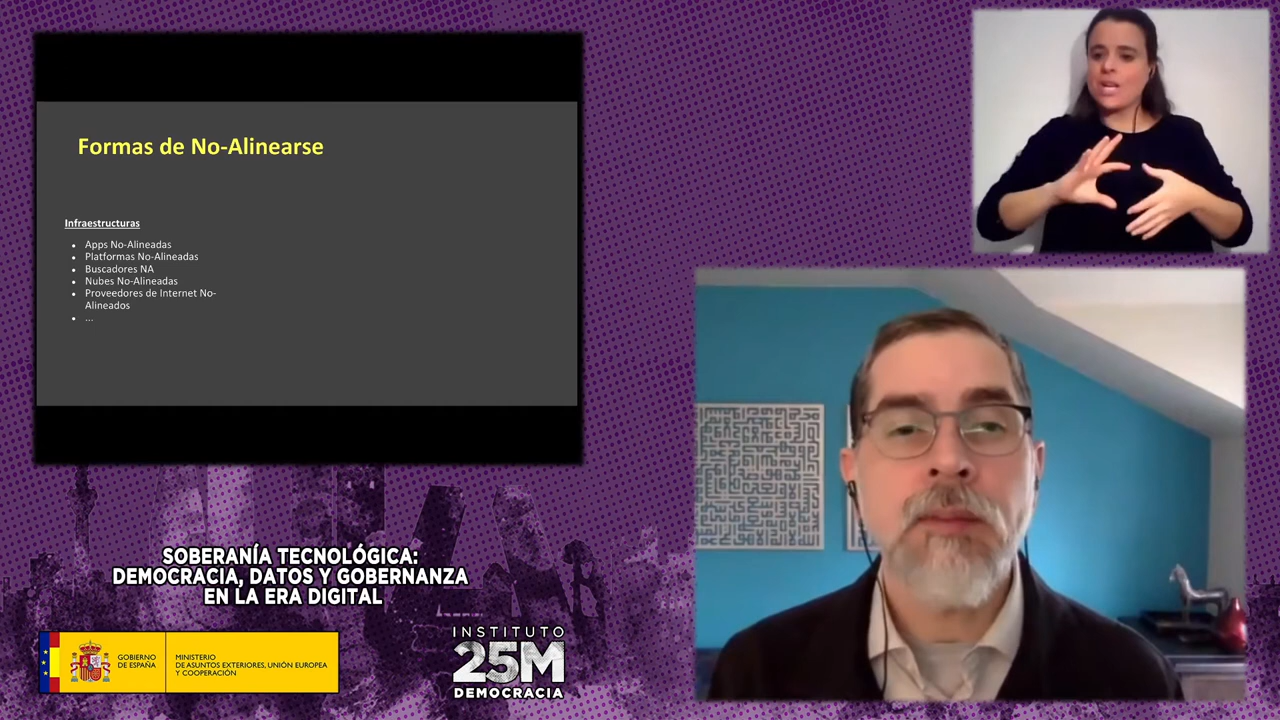 Formas de No-Alinearse
Infraestructuras
• Apps No-Alineadas
• Platformas No-Alineadas
• Buscadores NA
• Nubes No-Alineadas
• Proveedores de Internet No-
Alineados
• ...
SOBERANÍA TECNOLÓGICA:
DEMOCRACIA, DATOS Y GOBERNANZA
EN LA ERA DIGITAL
GOBIERNO
DE ESPAÑA
MINISTERIO
DE ASUNTOS EXTERIORES, UNIÓN EUROPEA
Y COOPERACIÓN
INSTITUTO
25M
DEMOCRACIA